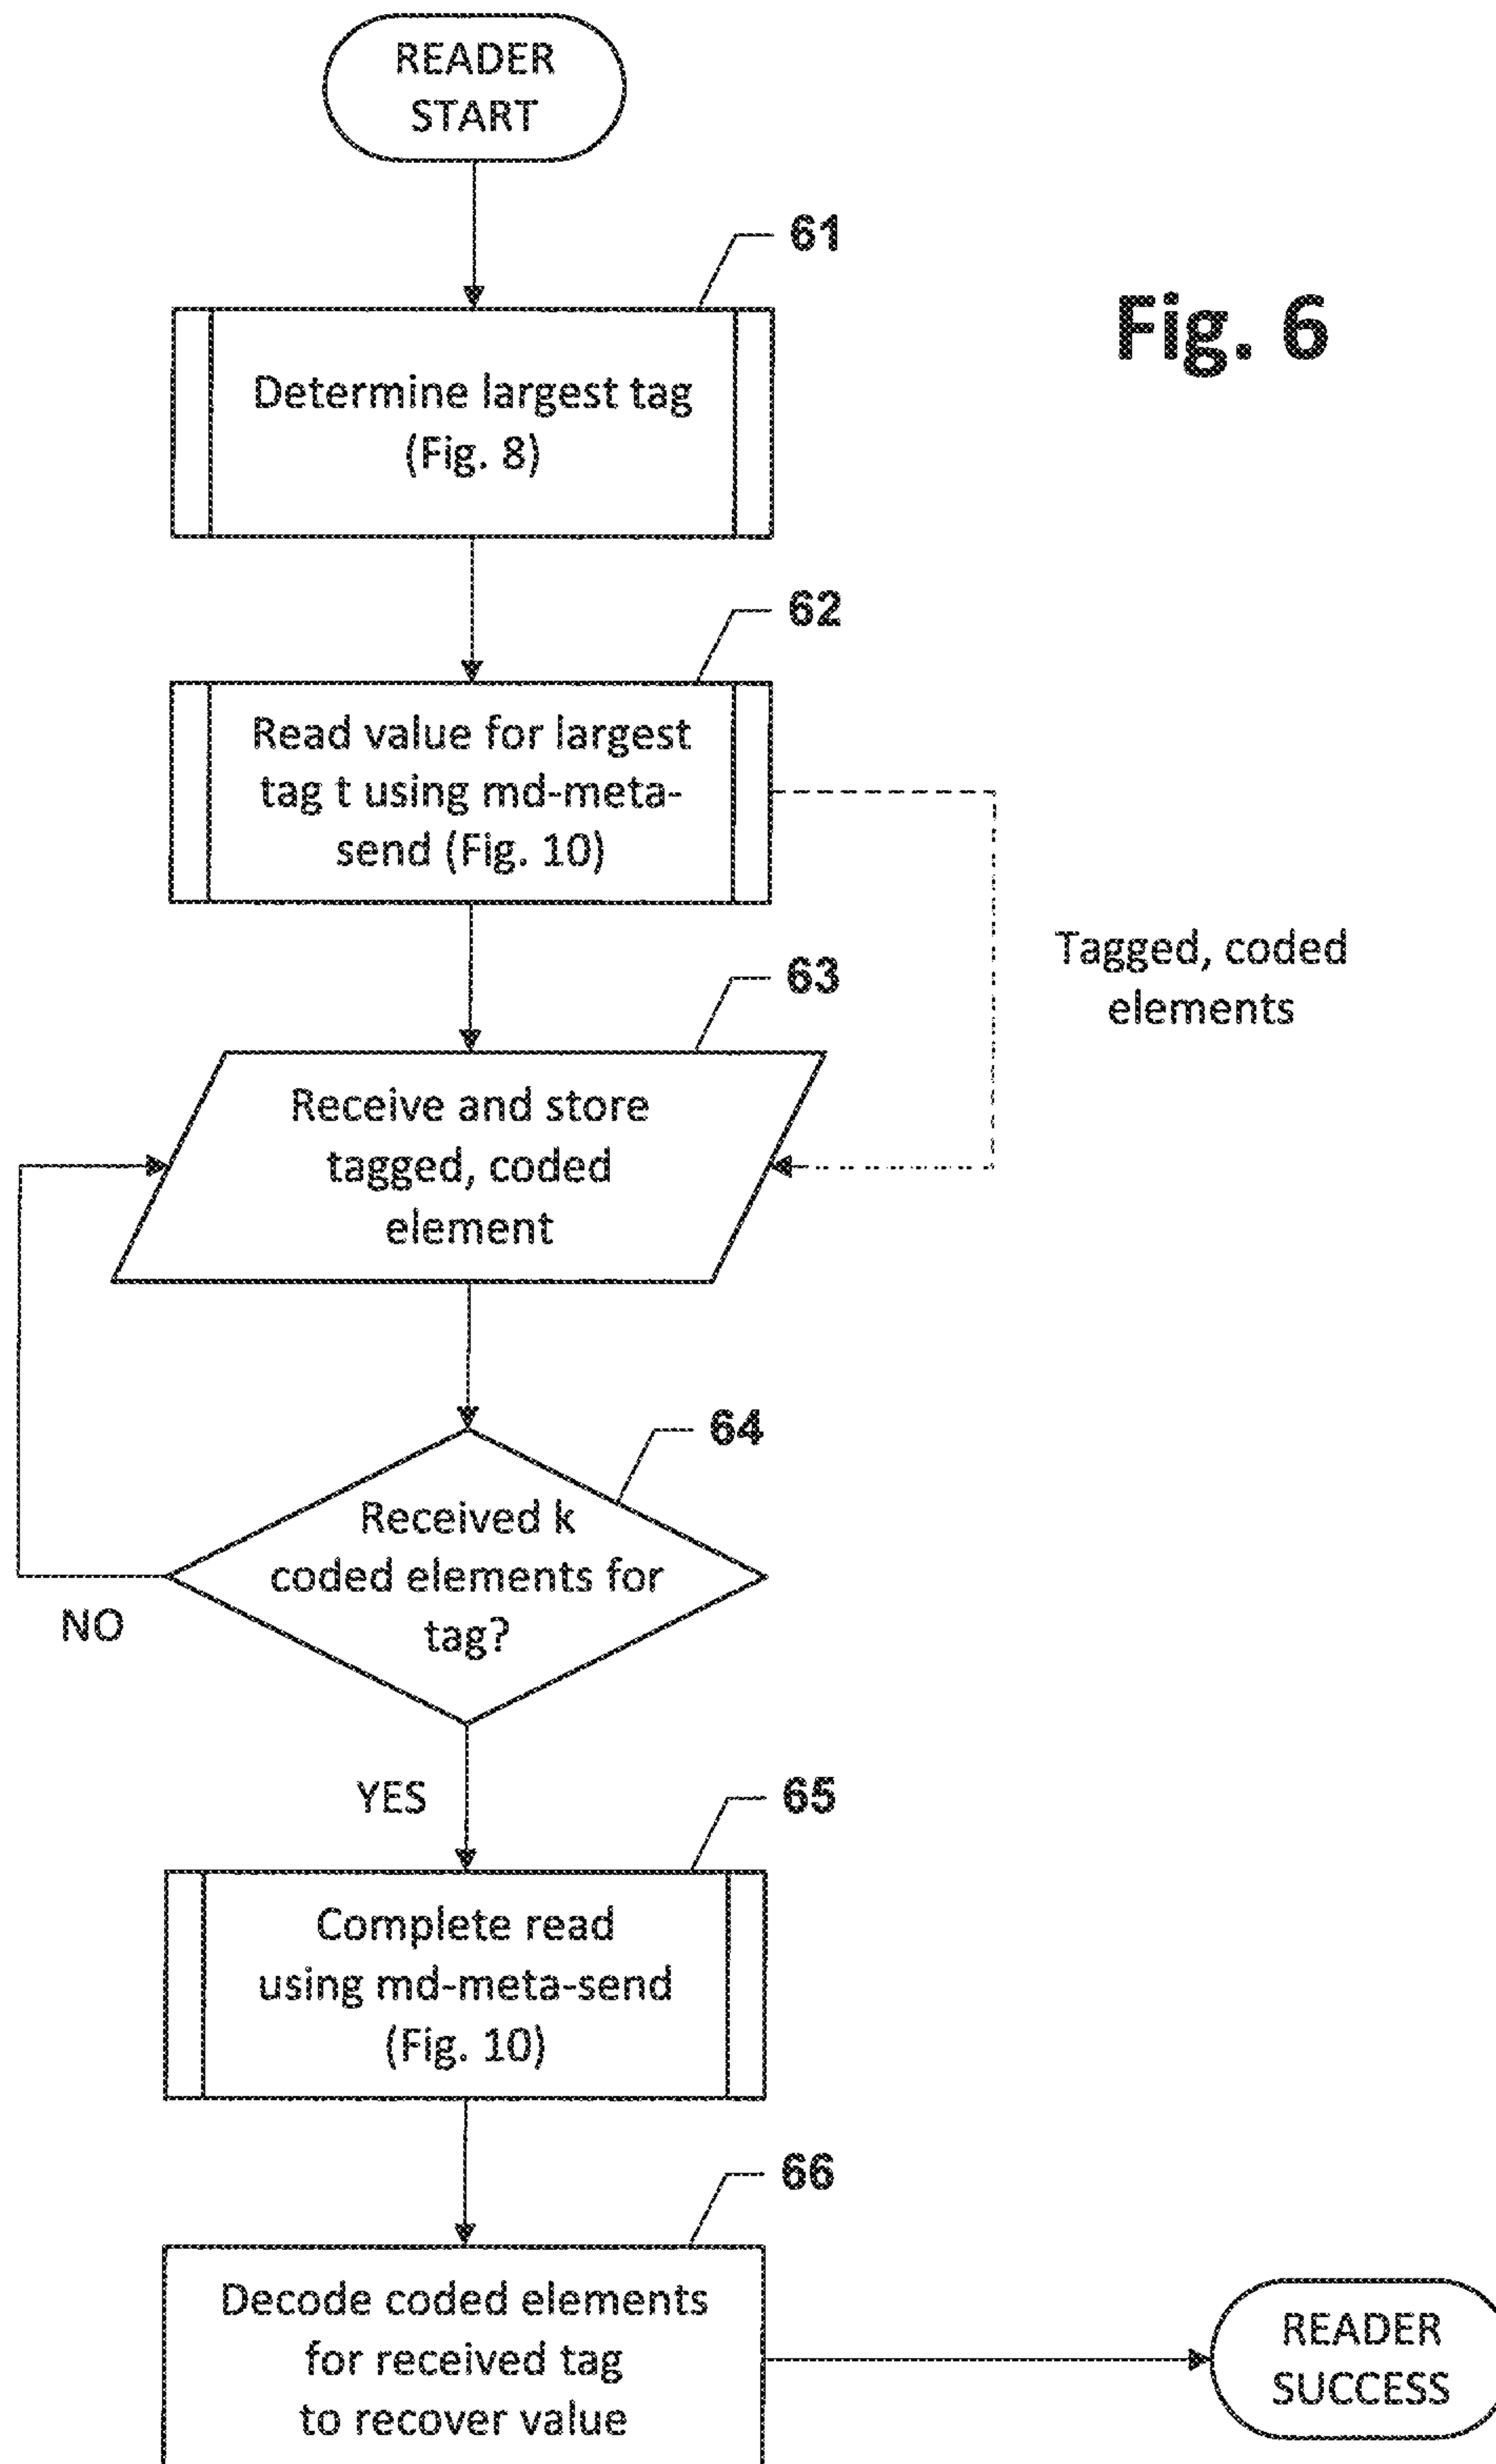 READER
START
61
Fig. 6
Determine largest tag
(Fig. 8)
62
Read value for largest
tag t using md-meta-
send (Fig. 10)
Tagged, coded
elements
63
Receive and store
tagged, coded
element
64
Received k
coded elements for
tag?
NO
YES
65
Complete read
using md-meta-send
(Fig. 10)
66
Decode coded elements
for received tag
to recover value
READER
SUCCESS